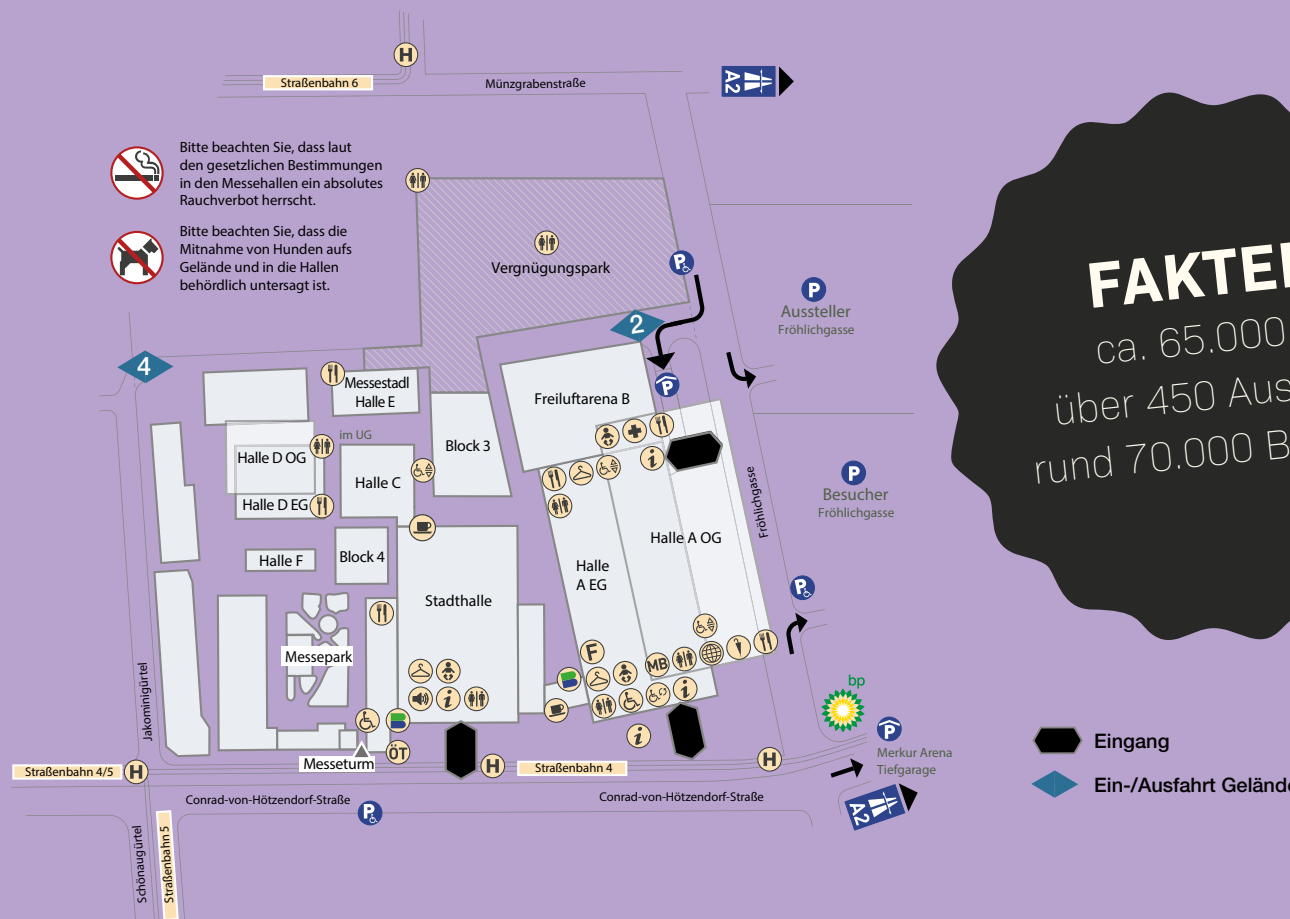 H
Straßenbahn 6
Münzgrabenstraße
A2
Bitte beachten Sie, dass laut
den gesetzlichen Bestimmungen
in den Messehallen ein absolutes
Rauchverbot herrscht.
Bitte beachten Sie, dass die
Mitnahme von Hunden aufs
Gelände und in die Hallen
behördlich untersagt ist.
Vergnügungspark
P
P
Aussteller
Fröhlichgasse
2
4
P
Messestadl
Halle E
Freiluftarena B
im UG
Block 3
Halle D OG
Halle C
Halle D EG
i
P
Besucher
Fröhlichgasse
Fröhlichgasse
Halle A OG
Halle F
Block 4
Halle
A EG
Stadthalle
P
Messepark
F
MB
i
i
B
B
ÖT
i
Jakominigürtel
Messeturm
bp
P
Merkur Arena
Tiefgarage
Straßenbahn 4/5
H
H
Straßenbahn 4
H
Conrad-von-Hötzendorf-Straße
P
Conrad-von-Hötzendorf-Straße
A2
Schönaugürtel
Straßenbahn 5
FAKTE
ca. 65.000
über 450 Aus
rund 70.000 B
Eingang
Ein-/Ausfahrt Gelände